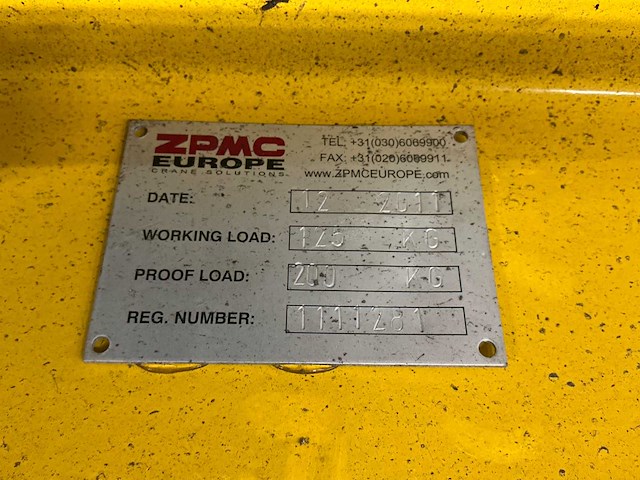 ZPMC
EUROPE
CRANE SOLUTIONS
TEL: +31(030)6069900
FAX: +31(020)6069911
www.ZPMCEUROPE.com
DATE: 12 2011
WORKING LOAD: 125 KG
PROOF LOAD: 200 KG
REG. NUMBER: 1111281